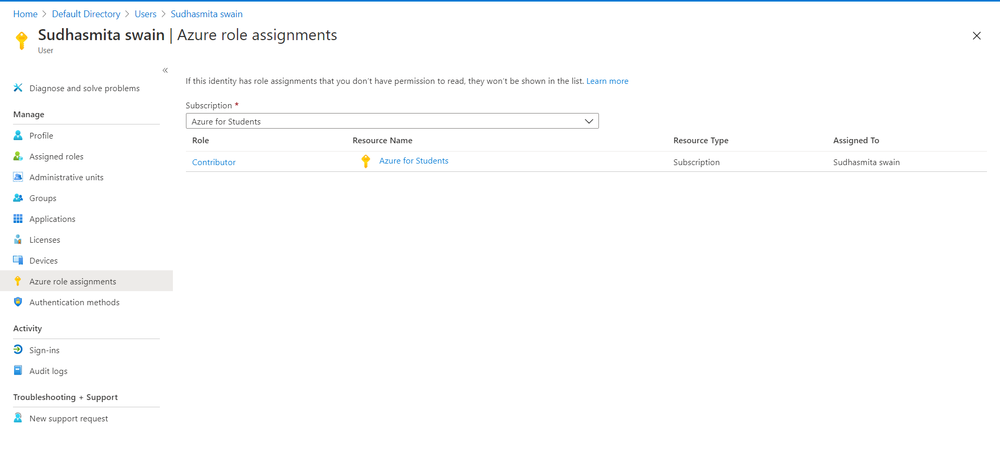 Home > Default Directory > Users > Sudhasmita swain
Sudhasmita swain | Azure role assignments
User
«
Diagnose and solve problems
Manage
Profile
Assigned roles
Administrative units
Groups
Applications
Licenses
Devices
Azure role assignments
Authentication methods
Activity
Sign-ins
Audit logs
Troubleshooting + Support
New support request
If this identity has role assignments that you don't have permission to read, they won't be shown in the list. Learn more
Subscription *
Azure for Students
Role Resource Name Resource Type Assigned To
Contributor Azure for Students Subscription Sudhasmita swain